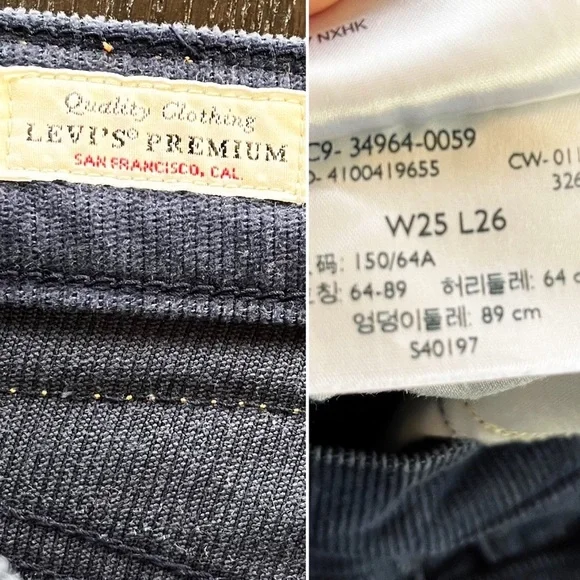 Quality Clothing
LEVI'S® PREMIUM
SAN FRANCISCO, CAL.
NXHK
C9- 34964-0059
4100419655
CW- 011
326
W25 L26
码: 150/64A
칭: 64-89 허리둘레: 64 c
엉덩이둘레: 89 cm
S40197